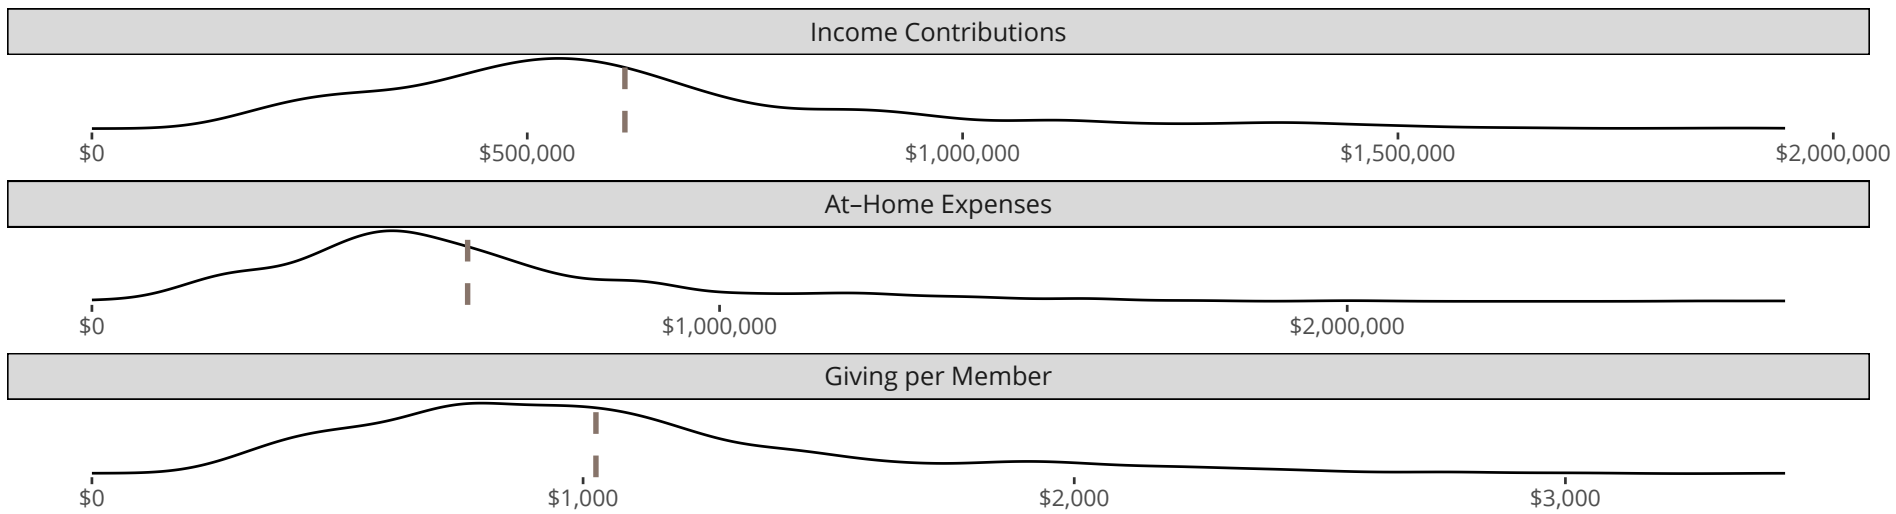 Income Contributions
$0 $500,000 $1,000,000 $1,500,000 $2,000,000
At–Home Expenses
$0 $1,000,000 $2,000,000
Giving per Member
$0 $1,000 $2,000 $3,000